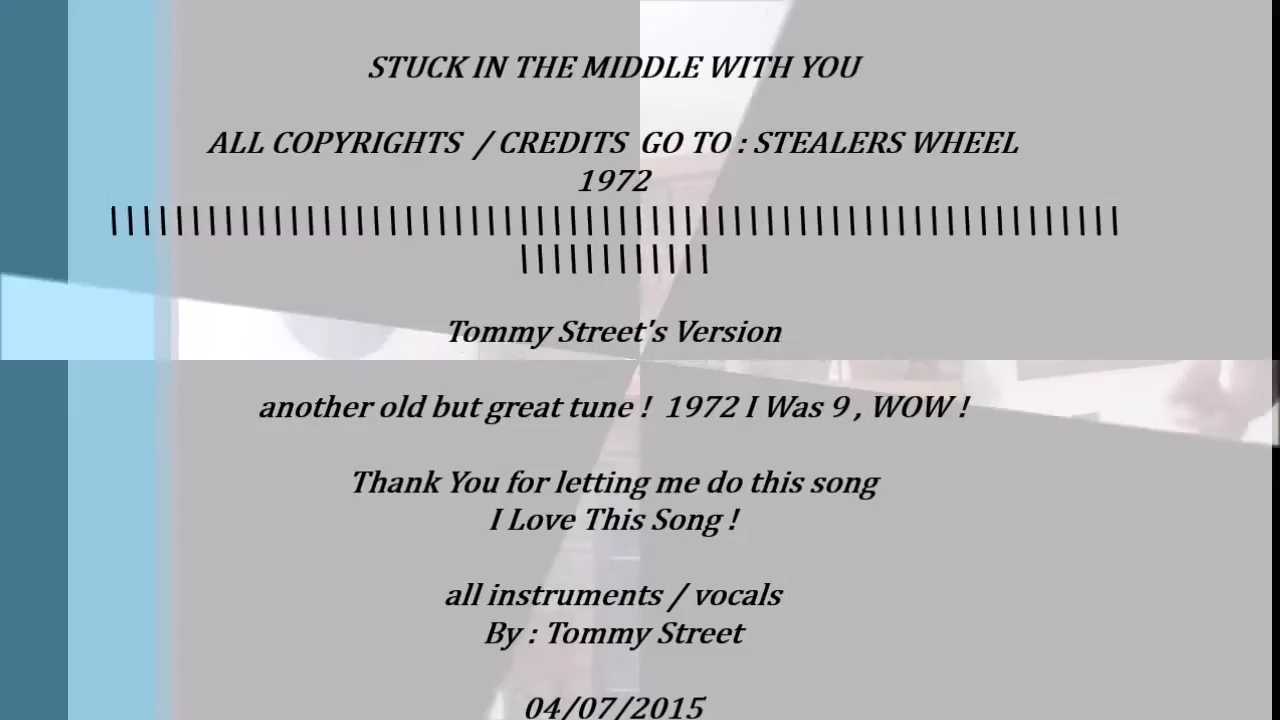 STUCK IN THE MIDDLE WITH YOU
ALL COPYRIGHTS / CREDITS GO TO : STEALERS WHEEL
1972
\\\\\\\\\\\\\\\\\\\\\\\\\\\\\\\\\\\\\\\\\\\\\\\\\\\\\\\\\\\\\\
\\\\\\\\\\\\
Tommy Street's Version
another old but great tune ! 1972 I Was 9 , WOW !
Thank You for letting me do this song
I Love This Song !
all instruments / vocals
By : Tommy Street
04/07/2015